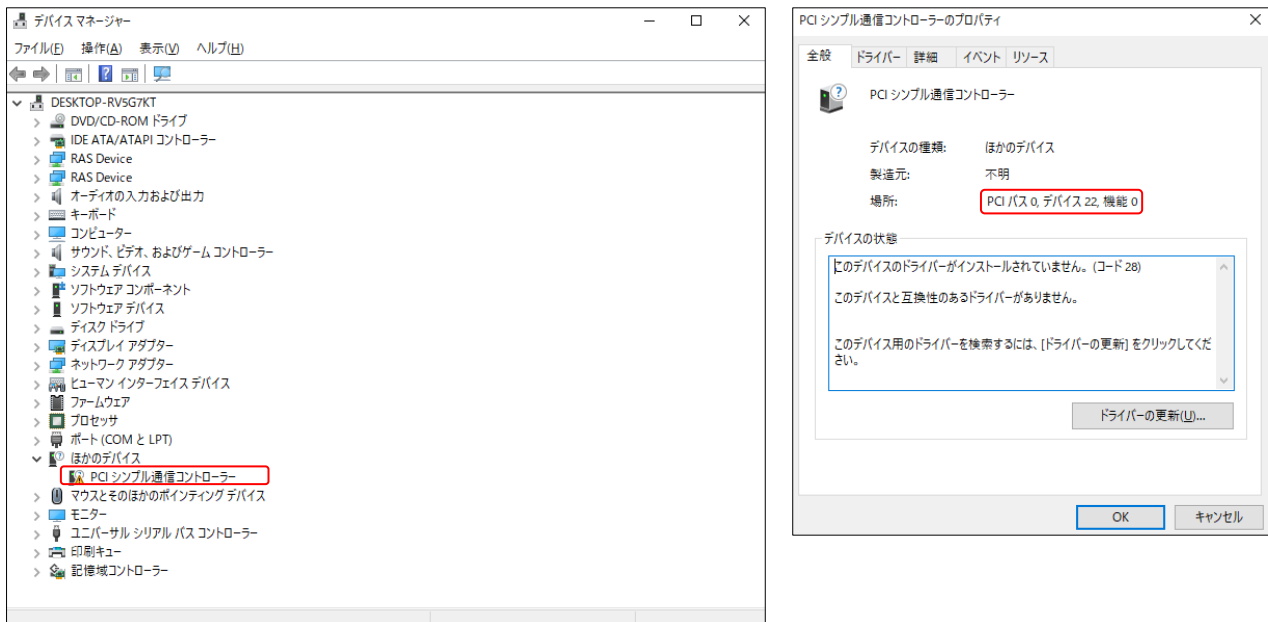 デバイス マネージャー
ファイル(F) 操作(A) 表示(V) ヘルプ(H)
DESKTOP-RV5G7KT
DVD/CD-ROM ドライブ
IDE ATA/ATAPI コントローラー
RAS Device
RAS Device
オーディオの入力および出力
キーボード
コンピューター
サウンド、ビデオ、およびゲーム コントローラー
システム デバイス
ソフトウェア コンポーネント
ソフトウェア デバイス
ディスク ドライブ
ディスプレイ アダプター
ネットワーク アダプター
ヒューマン インターフェイス デバイス
ファームウェア
プロセッサ
ポート (COM と LPT)
ほかのデバイス
PCI シンプル通信コントローラー
マウスとそのほかのポインティング デバイス
モニター
ユニバーサル シリアル バス コントローラー
印刷キュー
記憶域コントローラー
PCI シンプル通信コントローラーのプロパティ
全般 ドライバー 詳細 イベント リソース
PCI シンプル通信コントローラー
デバイスの種類: ほかのデバイス
製造元: 不明
場所: PCI バス 0, デバイス 22, 機能 0
デバイスの状態
このデバイスのドライバーがインストールされていません。 (コード 28)
このデバイスと互換性のあるドライバーがありません。
このデバイス用のドライバーを検索するには、[ドライバーの更新] をクリックしてくだ
さい。
ドライバーの更新(U)...
OK キャンセル